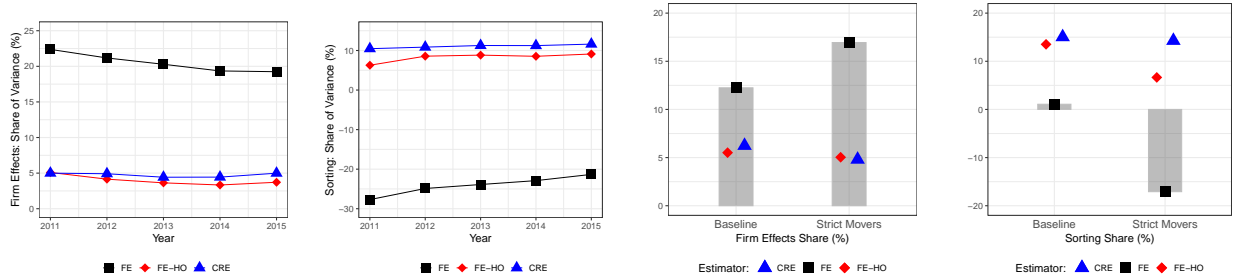 Firm Effects: Share of Variance (%)
25
20
15
10
5
0
2011 2012 2013 2014 2015
Year
FE FE−HO CRE
Sorting: Share of Variance (%)
20
10
0
−10
−20
−30
2011 2012 2013 2014 2015
Year
FE FE−HO CRE
20
15
10
5
0
Baseline Strict Movers
Firm Effects Share (%)
Estimator: CRE FE FE−HO
20
10
0
−10
−20
Baseline Strict Movers
Sorting Share (%)
Estimator: CRE FE FE−HO